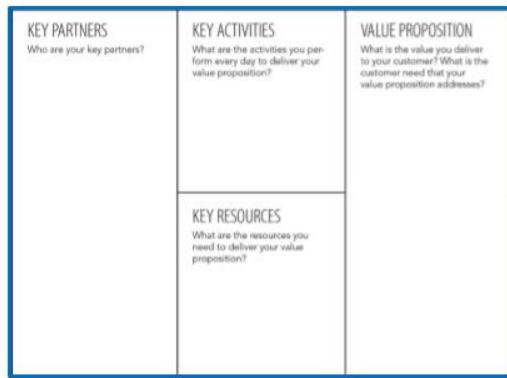 KEY PARTNERS
Who are your key partners?
KEY ACTIVITIES
What are the activities you per-
form every day to deliver your
value proposition?
KEY RESOURCES
What are the resources you
need to deliver your value
proposition?
VALUE PROPOSITION
What is the value you deliver
to your customer? What is the
customer need that your
value proposition addresses?